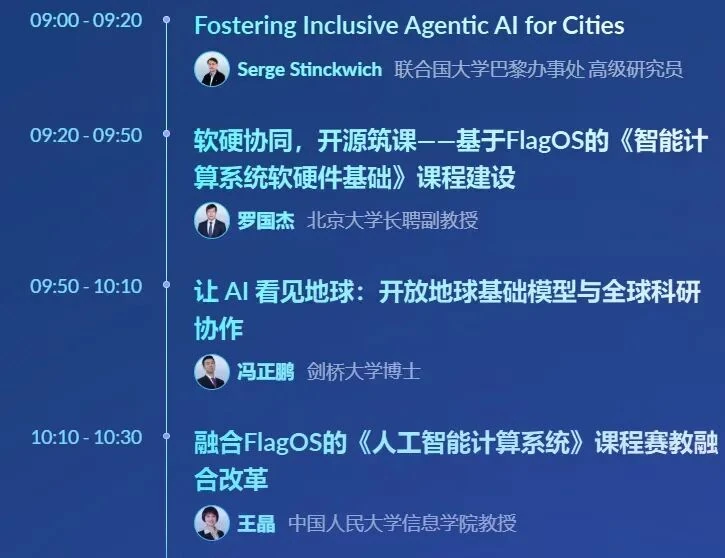 09:00 - 09:20
Fostering Inclusive Agentic AI for Cities
Serge Stinckwich 联合国大学巴黎办事处 高级研究员
09:20 - 09:50
软硬协同，开源筑课——基于FlagOS的《智能计
算系统软硬件基础》课程建设
罗国杰 北京大学长聘副教授
09:50 - 10:10
让 AI 看见地球：开放地球基础模型与全球科研
协作
冯正鹏 剑桥大学博士
10:10 - 10:30
融合FlagOS的《人工智能计算系统》课程赛教融
合改革
王晶 中国人民大学信息学院教授